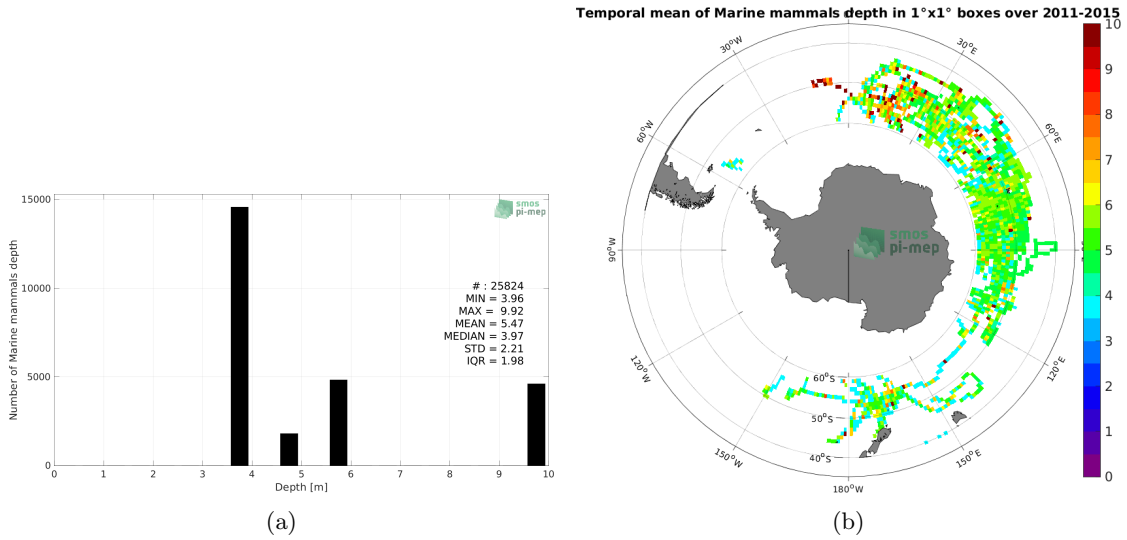 Temporal mean of Marine mammals depth in 1°x1° boxes over 2011-2015
smos
pi-mep
# : 25824
MIN = 3.96
MAX = 9.92
MEAN = 5.47
MEDIAN = 3.97
STD = 2.21
IQR = 1.98
Number of Marine mammals depth
15000
10000
5000
0
0 1 2 3 4 5 6 7 8 9 10
Depth [m]
(a)
30°W
30°E
60°W
60°E
90°W
120°W
120°E
150°W
150°E
180°W
60°S
50°S
40°S
smos
pi-mep
10
9
8
7
6
5
4
3
2
1
0
(b)